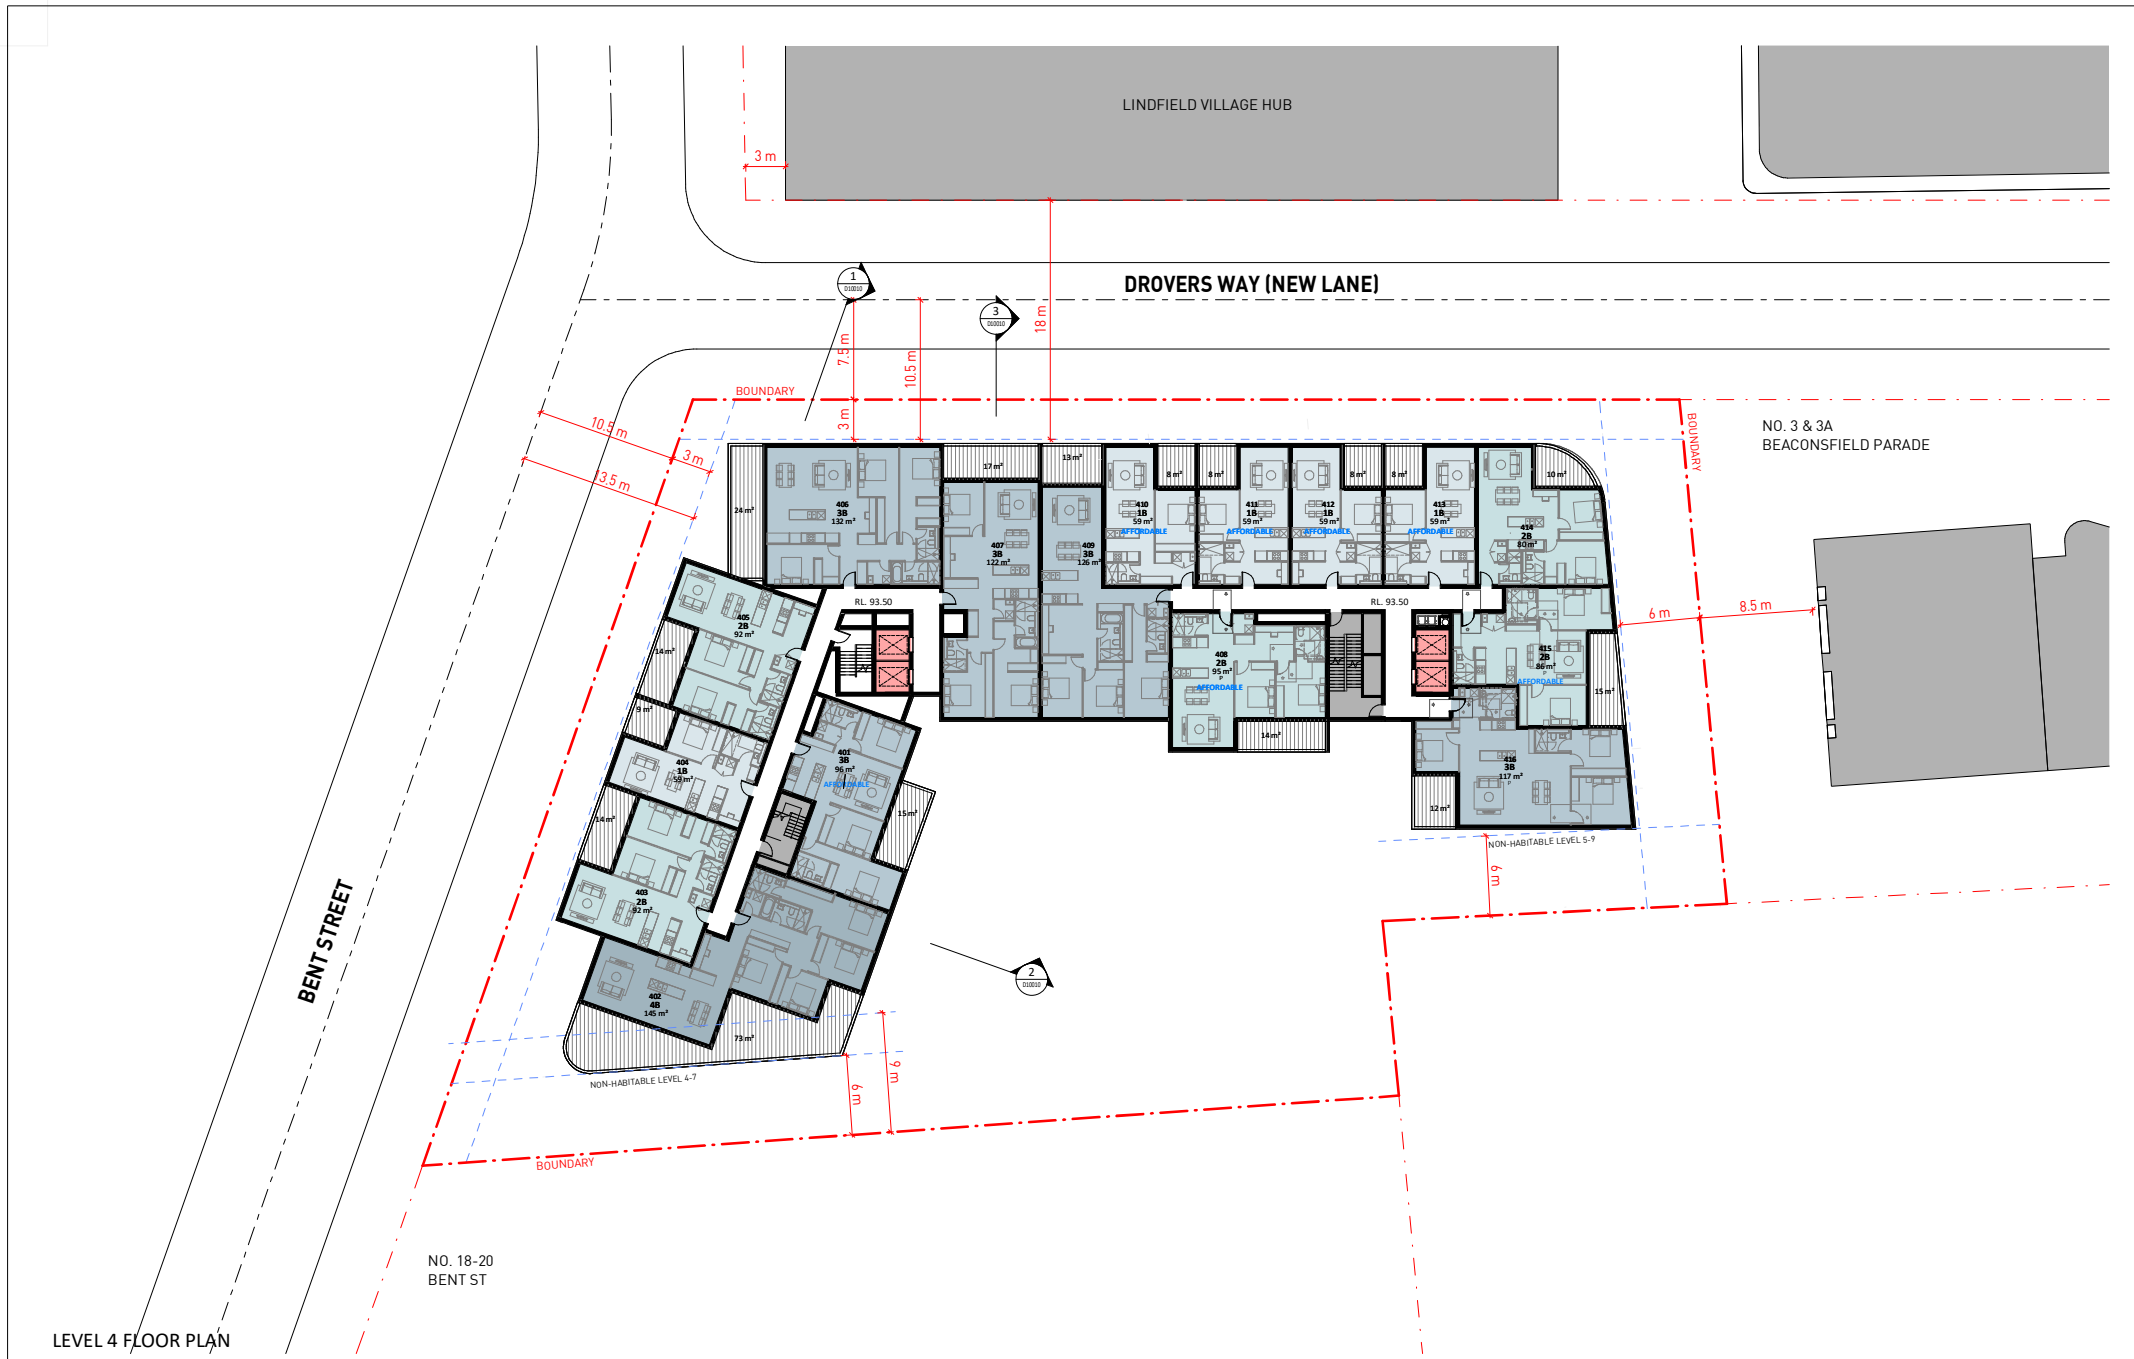 LINDFIELD VILLAGE HUB
3 m
1
D10010
DROVERS WAY (NEW LANE)
3
D10010
18 m
7.5 m
10.5 m
BOUNDARY
3 m
10.5 m
3 m
13.5 m
BOUNDARY
NO. 3 & 3A
BEACONSFIELD PARADE
24 m²
406
3B
132 m²
17 m²
13 m²
8 m²
8 m²
8 m²
8 m²
10 m²
407
3B
122 m²
409
3B
126 m²
410
1B
59 m²
AFFORDABLE
411
1B
59 m²
AFFORDABLE
412
1B
59 m²
AFFORDABLE
413
1B
59 m²
AFFORDABLE
414
2B
80 m²
RL. 93.50
RL. 93.50
6 m
8.5 m
405
2B
92 m²
14 m²
408
2B
95 m²
P
AFFORDABLE
14 m²
415
2B
86 m²
P
AFFORDABLE
15 m²
9 m²
404
1B
59 m²
401
3B
96 m²
AFFORDABLE
15 m²
416
3B
117 m²
P
12 m²
14 m²
NON-HABITABLE LEVEL 5-9
6 m
403
2B
92 m²
BENT STREET
2
D10010
402
4B
145 m²
73 m²
NON-HABITABLE LEVEL 4-7
6 m
9 m
BOUNDARY
NO. 18-20
BENT ST
LEVEL 4 FLOOR PLAN